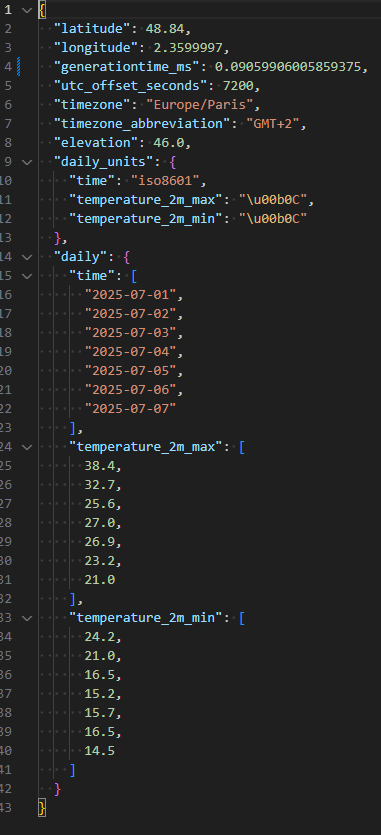 1 {
2 "latitude": 48.84,
3 "longitude": 2.3599997,
4 "generationtime_ms": 0.09059906005859375,
5 "utc_offset_seconds": 7200,
6 "timezone": "Europe/Paris",
7 "timezone_abbreviation": "GMT+2",
8 "elevation": 46.0,
9 "daily_units": {
10 "time": "iso8601",
11 "temperature_2m_max": "\u00b0C",
12 "temperature_2m_min": "\u00b0C"
13 },
14 "daily": {
15 "time": [
16 "2025-07-01",
17 "2025-07-02",
18 "2025-07-03",
19 "2025-07-04",
20 "2025-07-05",
21 "2025-07-06",
22 "2025-07-07"
23 ],
24 "temperature_2m_max": [
25 38.4,
26 32.7,
27 25.6,
28 27.0,
29 26.9,
30 23.2,
31 21.0
32 ],
33 "temperature_2m_min": [
34 24.2,
35 21.0,
36 16.5,
37 15.2,
38 15.7,
39 16.5,
40 14.5
41 ]
42 }
43 }